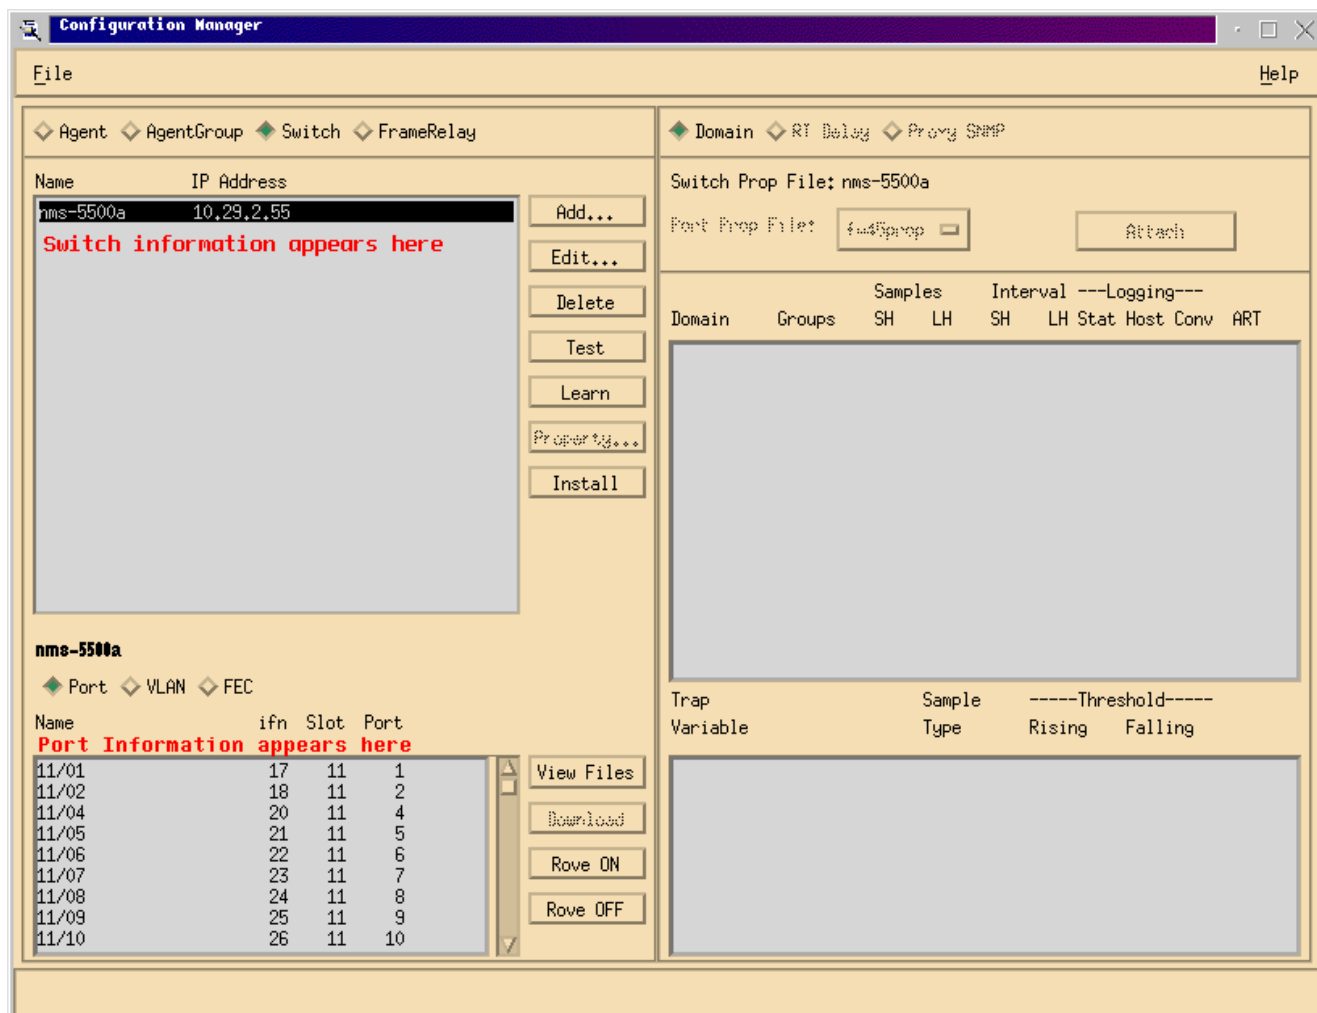 Configuration Manager
File Help
Agent AgentGroup Switch FrameRelay
Name IP Address
nms-5500a 10.29.2.55
Switch information appears here
Add...
Edit...
Delete
Test
Learn
Property...
Install
nms-5500a
Port VLAN FEC
Name ifn Slot Port
Port Information appears here
11/01 17 11 1
11/02 18 11 2
11/04 20 11 4
11/05 21 11 5
11/06 22 11 6
11/07 23 11 7
11/08 24 11 8
11/09 25 11 9
11/10 26 11 10
View Files
Download
Rove ON
Rove OFF
Domain RT Delay Proxy SNMP
Switch Prop File: nms-5500a
Port Prop File: Attach
Samples Interval ---Logging---
Domain Groups SH LH SH LH Stat Host Conv ART
Trap Sample -----Threshold-----
Variable Type Rising Falling